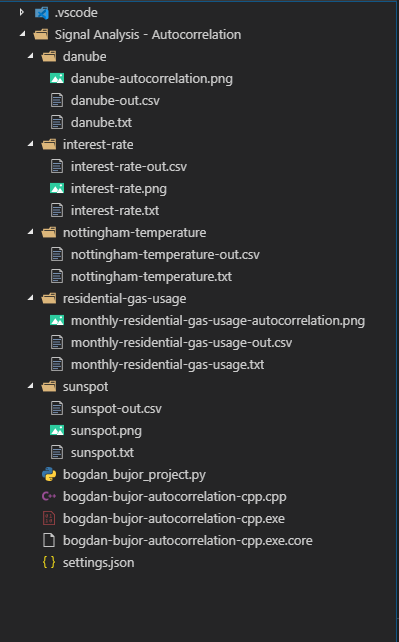 .vscode
Signal Analysis - Autocorrelation
danube
danube-autocorrelation.png
danube-out.csv
danube.txt
interest-rate
interest-rate-out.csv
interest-rate.png
interest-rate.txt
nottingham-temperature
nottingham-temperature-out.csv
nottingham-temperature.txt
residential-gas-usage
monthly-residential-gas-usage-autocorrelation.png
monthly-residential-gas-usage-out.csv
monthly-residential-gas-usage.txt
sunspot
sunspot-out.csv
sunspot.png
sunspot.txt
bogdan_bujor_project.py
bogdan-bujor-autocorrelation-cpp.cpp
bogdan-bujor-autocorrelation-cpp.exe
bogdan-bujor-autocorrelation-cpp.exe.core
settings.json